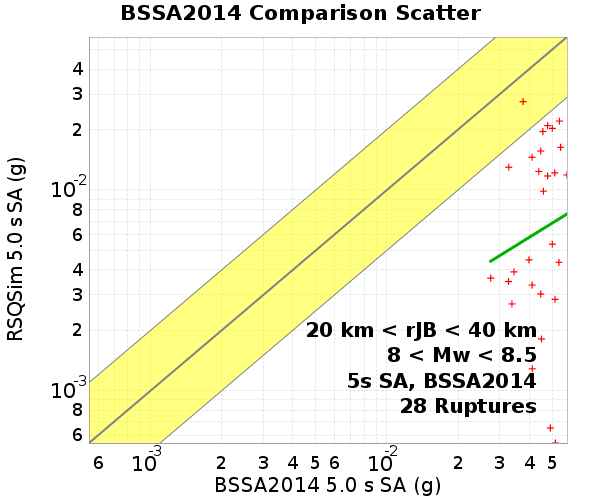 BSSA2014 Comparison Scatter
RSQSim 5.0 s SA (g)
4
3
2
10-2
8
6
4
3
2
10-3
8
6
20 km < rJB < 40 km
8 < Mw < 8.5
5s SA, BSSA2014
28 Ruptures
6 10-3 2 3 4 5 6 10-2 2 3 4 5
BSSA2014 5.0 s SA (g)